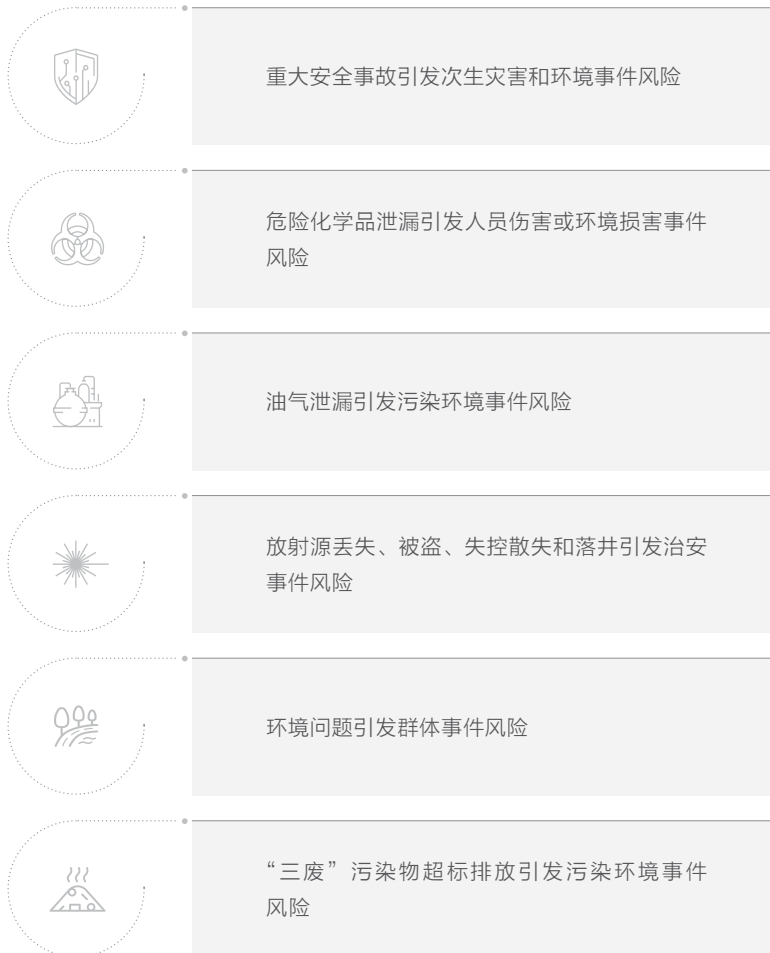 重大安全事故引发次生灾害和环境事件风险
危险化学品泄漏引发人员伤害或环境损害事件
风险
油气泄漏引发污染环境事件风险
放射源丢失、被盗、失控散失和落井引发治安
事件风险
环境问题引发群体事件风险
“三废”污染物超标排放引发污染环境事件
风险